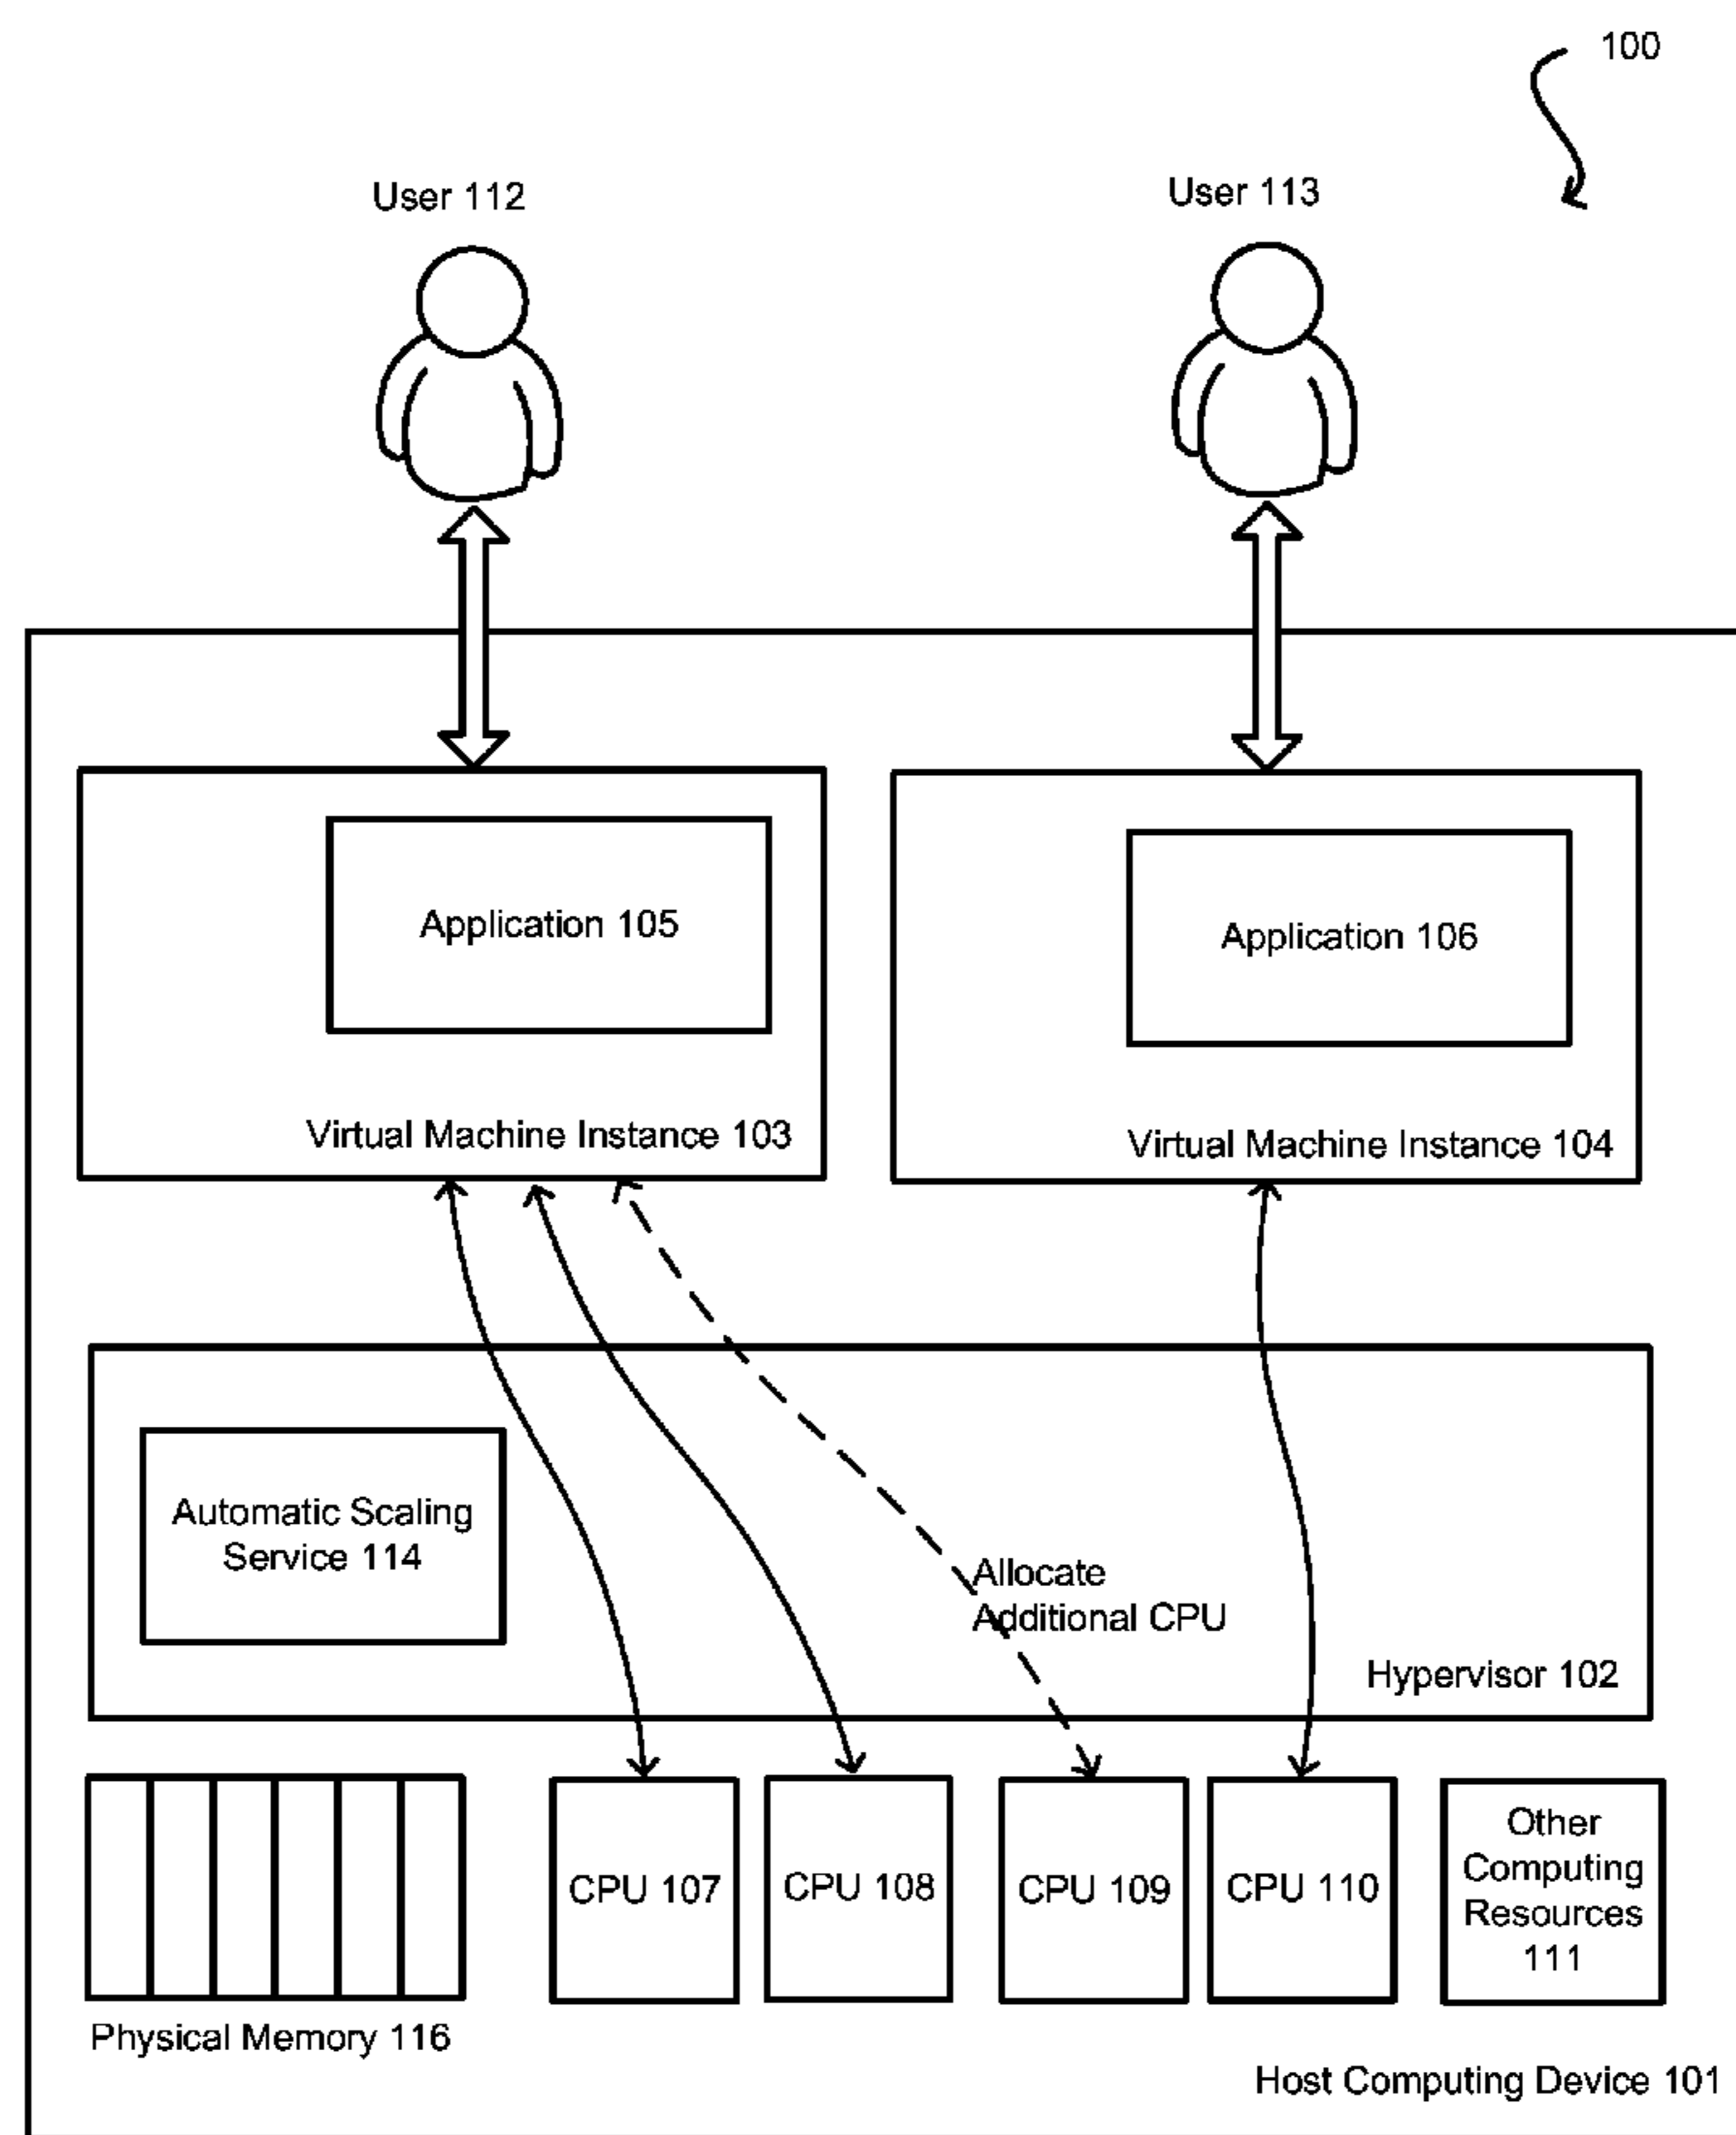 100
User 112
User 113
Application 105
Application 106
Virtual Machine Instance 103
Virtual Machine Instance 104
Automatic Scaling
Service 114
Allocate
Additional CPU
Hypervisor 102
CPU 107
CPU 108
CPU 109
CPU 110
Other
Computing
Resources
111
Physical Memory 116
Host Computing Device 101